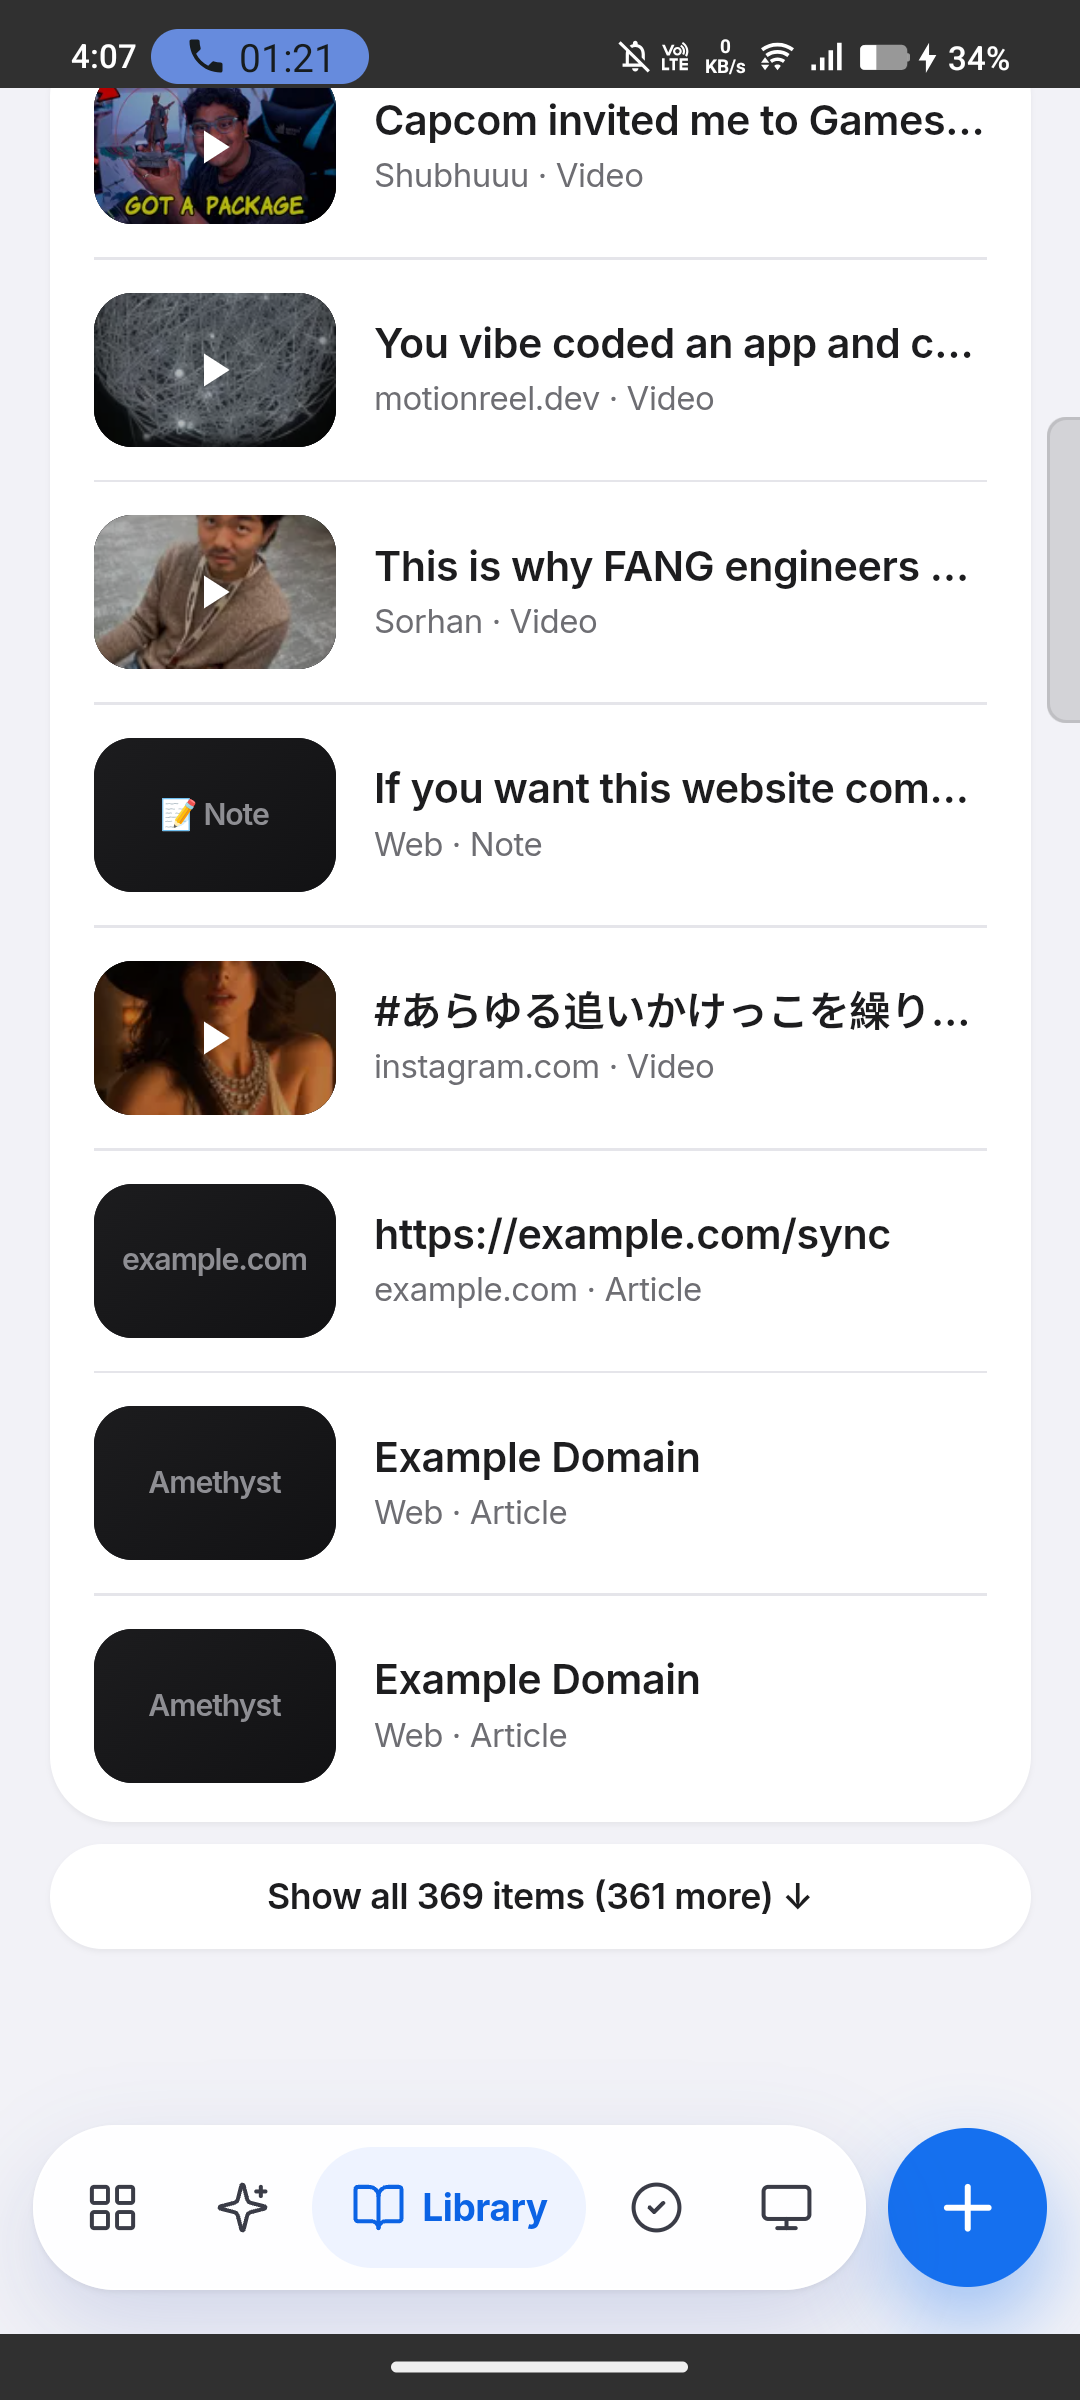 4:07 01:21 Vo) LTE 0 KB/s 34%
Capcom invited me to Games...
Shubhuuu · Video
GOT A PACKAGE
You vibe coded an app and c...
motionreel.dev · Video
This is why FANG engineers ...
Sorhan · Video
📝 Note
If you want this website com...
Web · Note
#あらゆる追いかけっこを繰り...
instagram.com · Video
example.com
https://example.com/sync
example.com · Article
Amethyst
Example Domain
Web · Article
Amethyst
Example Domain
Web · Article
Show all 369 items (361 more) ↓
Library